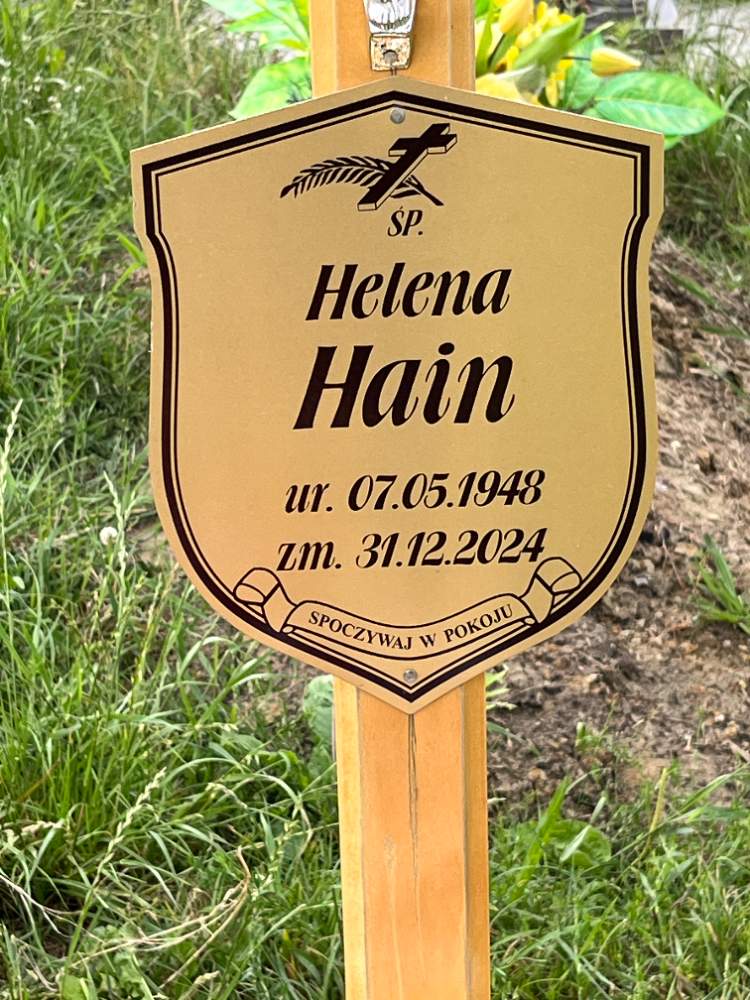 ŚP.
Helena
Hain
ur. 07.05.1948
zm. 31.12.2024
SPOCZYWAJ W POKOJU